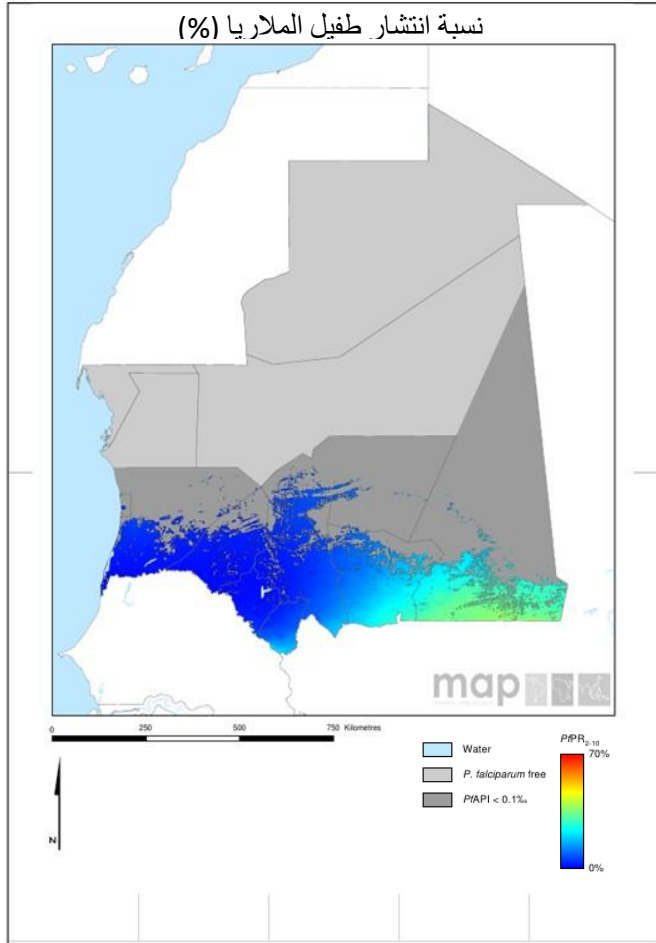 نسبة انتشار طفيل الملاريا (%)
map
0 250 500 750 Kilometres
N
Water
P. falciparum free
PfAPI < 0.1‰
PfPR2-10
70%
0%